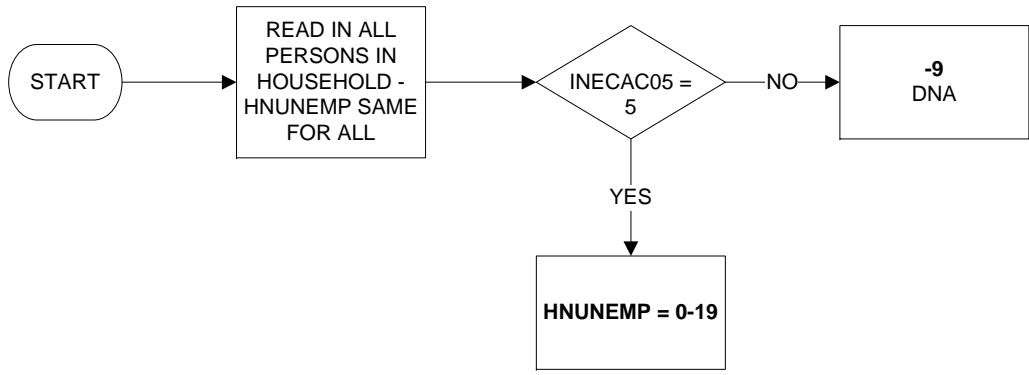 START
READ IN ALL
PERSONS IN
HOUSEHOLD -
HNUNEMP SAME
FOR ALL
INECAC05 =
5
NO
-9
DNA
YES
HNUNEMP = 0-19